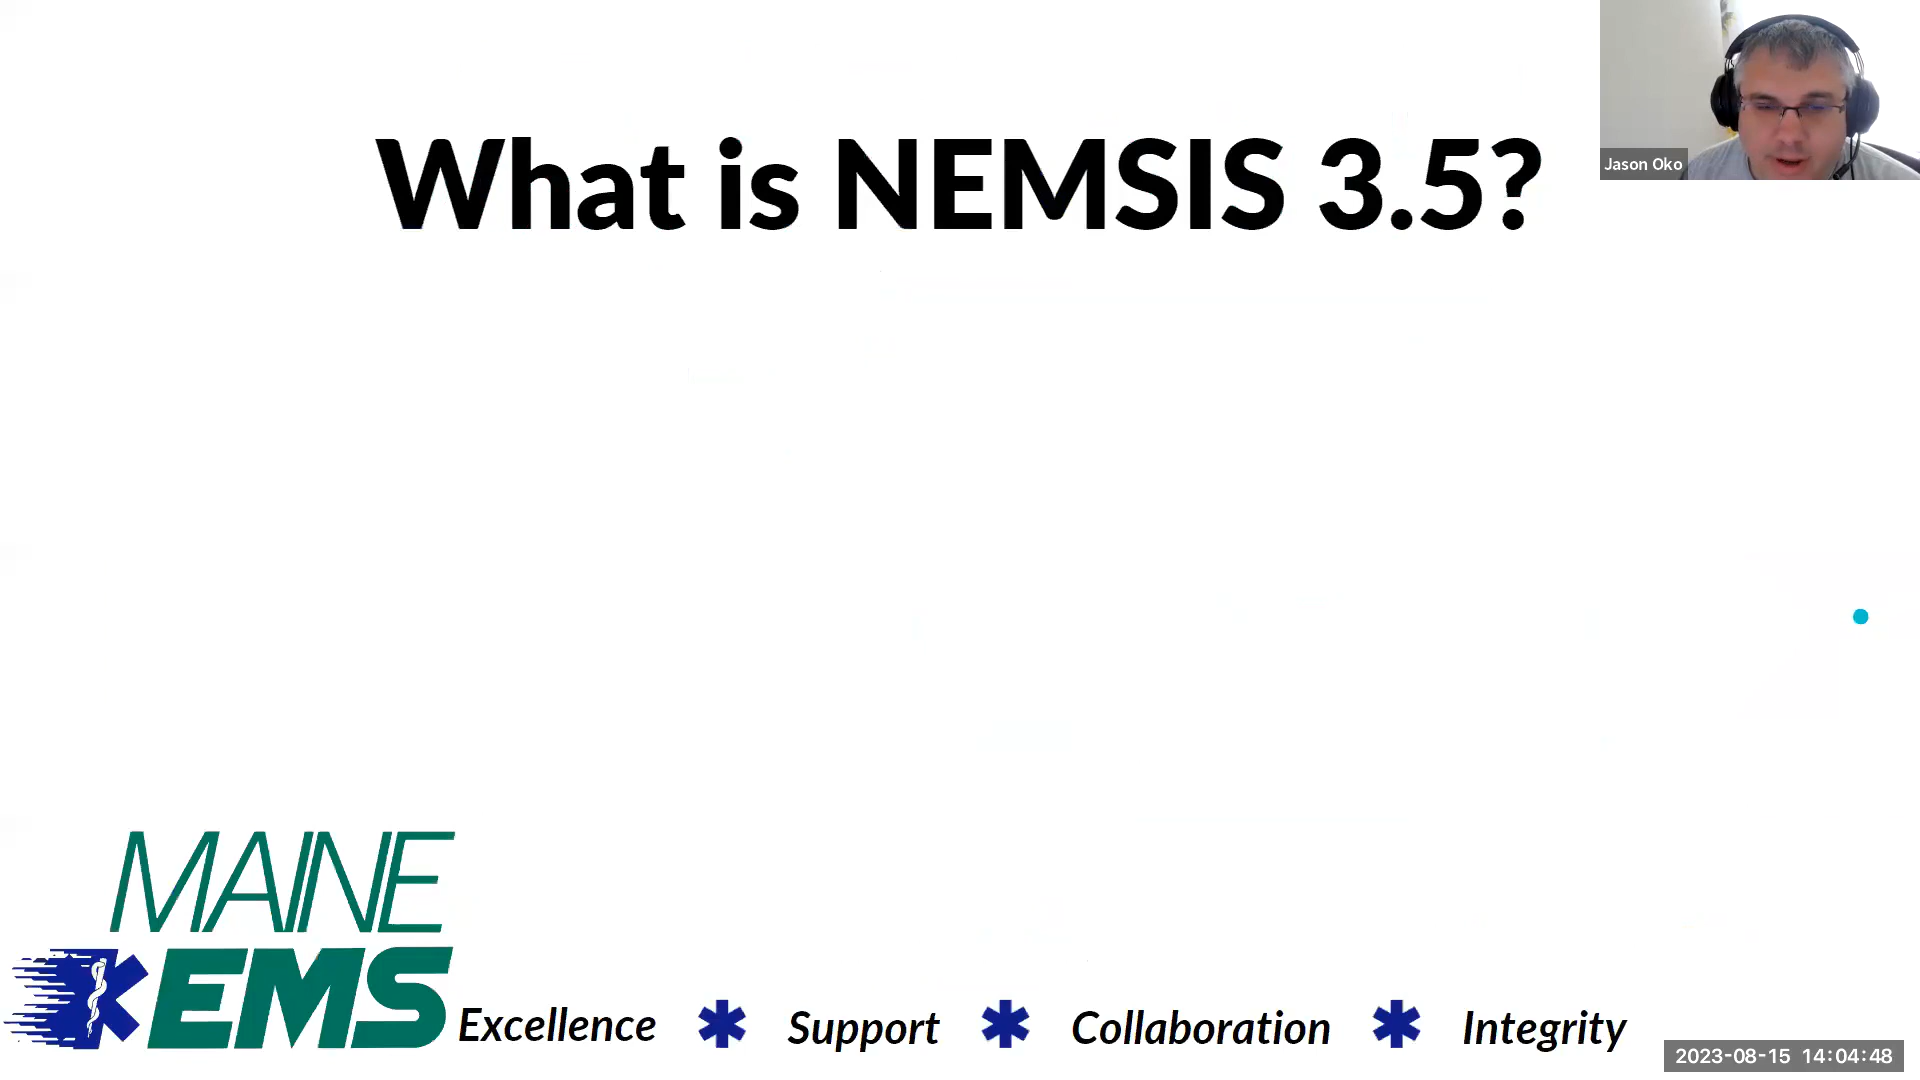 What is NEMSIS 3.5?
Jason Oko
MAINE
EMS
Excellence * Support * Collaboration * Integrity
2023-08-15 14:04:48